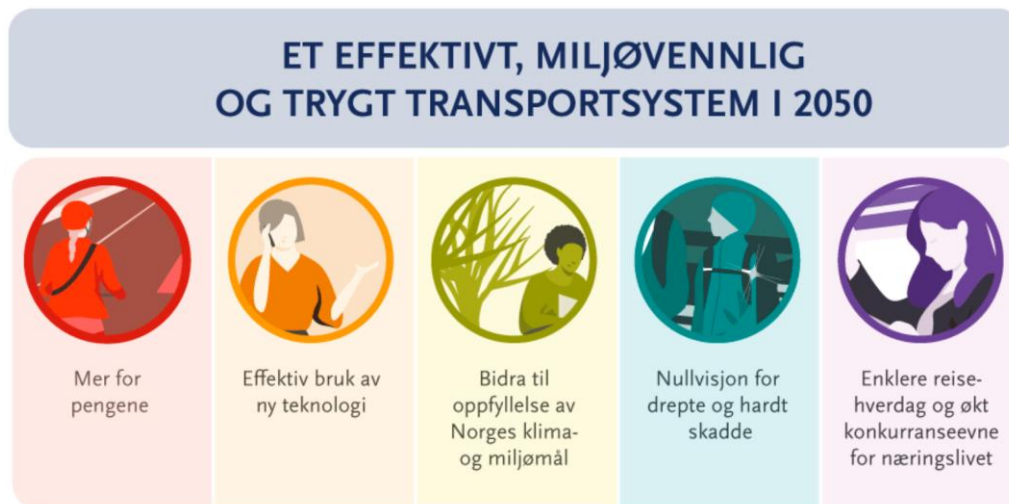 ET EFFEKTIVT, MILJØVENNLIG
OG TRYGT TRANSPORTSYSTEM I 2050
Mer for
pengene
Effektiv bruk av
ny teknologi
Bidra til
oppfyllelse av
Norges klima-
og miljømål
Nullvisjon for
drepte og hardt
skadde
Enklere reise-
hverdag og økt
konkurranseevne
for næringslivet